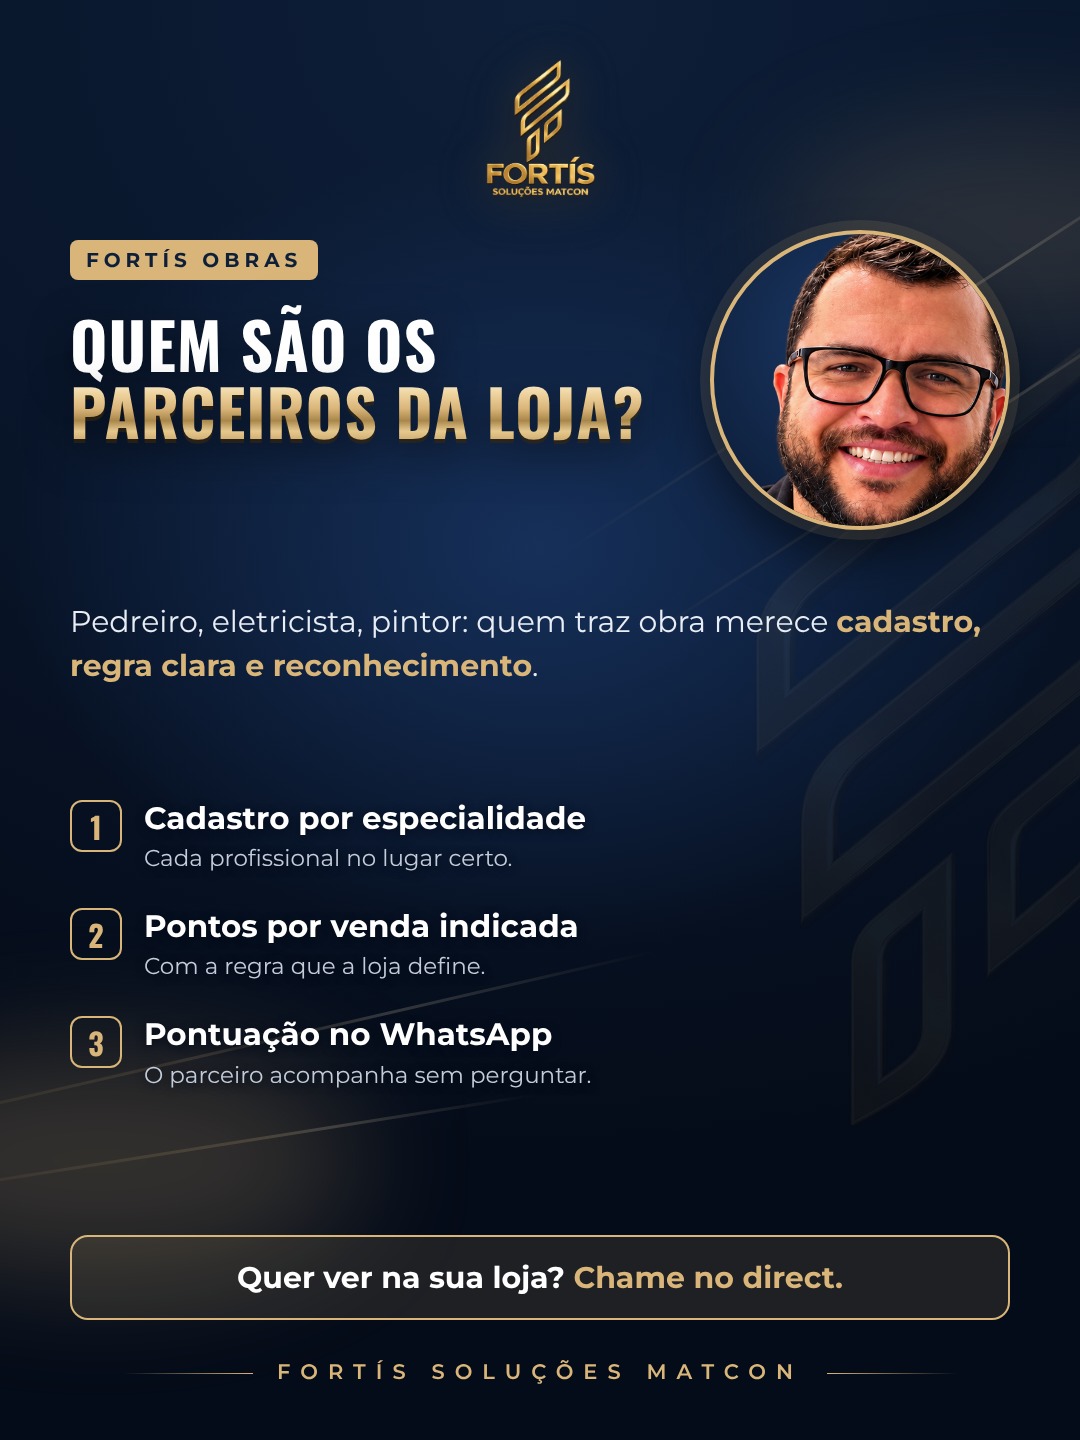 FORTÍS
SOLUÇÕES MATCON
FORTÍS OBRAS
QUEM SÃO OS
PARCEIROS DA LOJA?
Pedreiro, eletricista, pintor: quem traz obra merece cadastro,
regra clara e reconhecimento.
1
Cadastro por especialidade
Cada profissional no lugar certo.
2
Pontos por venda indicada
Com a regra que a loja define.
3
Pontuação no WhatsApp
O parceiro acompanha sem perguntar.
Quer ver na sua loja? Chame no direct.
FORTÍS SOLUÇÕES MATCON